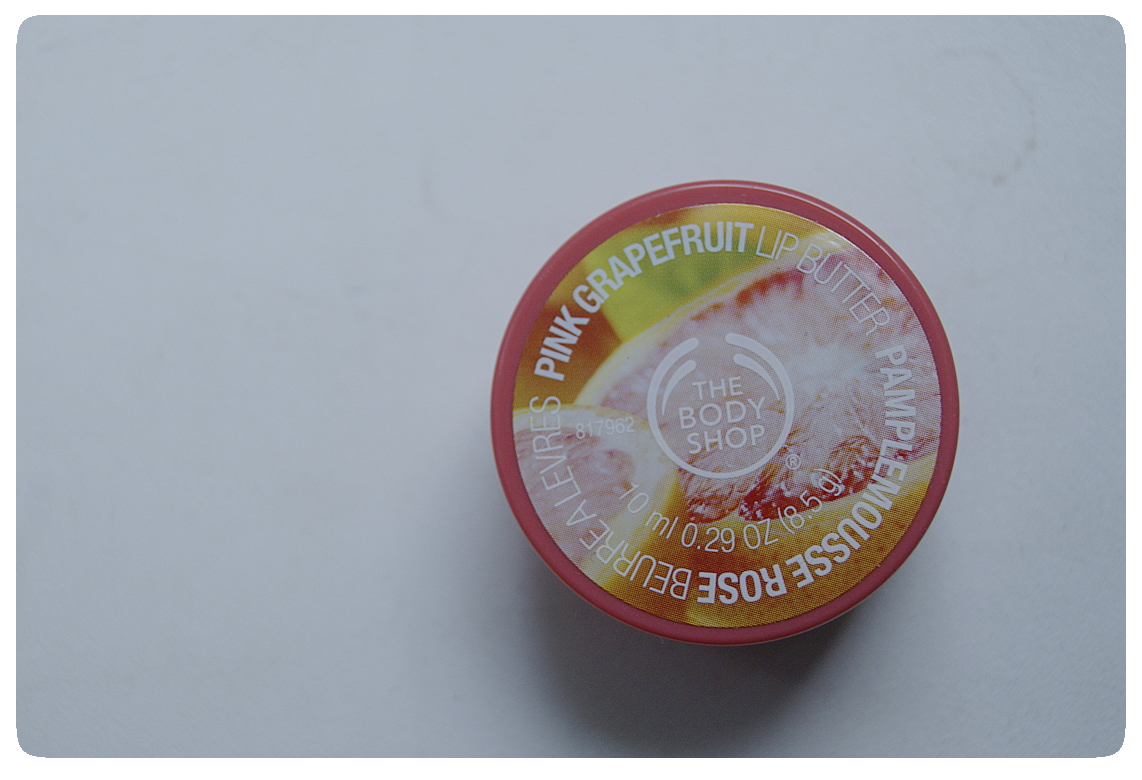 PINK GRAPEFRUIT LIP BUTTER
PAMPLEMOUSSE ROSE BEURRE A LEVRES
THE
BODY
SHOP
®
817962
10 ml 0.29 OZ (8.5 g)